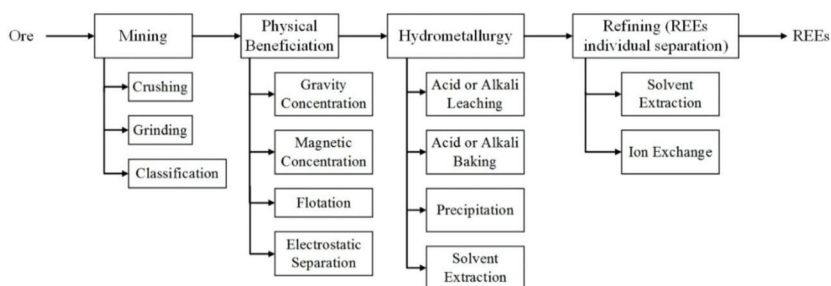 Ore
Mining
Physical
Beneficiation
Hydrometallurgy
Refining (REEs
individual separation)
REEs
Crushing
Grinding
Classification
Gravity
Concentration
Magnetic
Concentration
Flotation
Electrostatic
Separation
Acid or Alkali
Leaching
Acid or Alkali
Baking
Precipitation
Solvent
Extraction
Solvent
Extraction
Ion Exchange